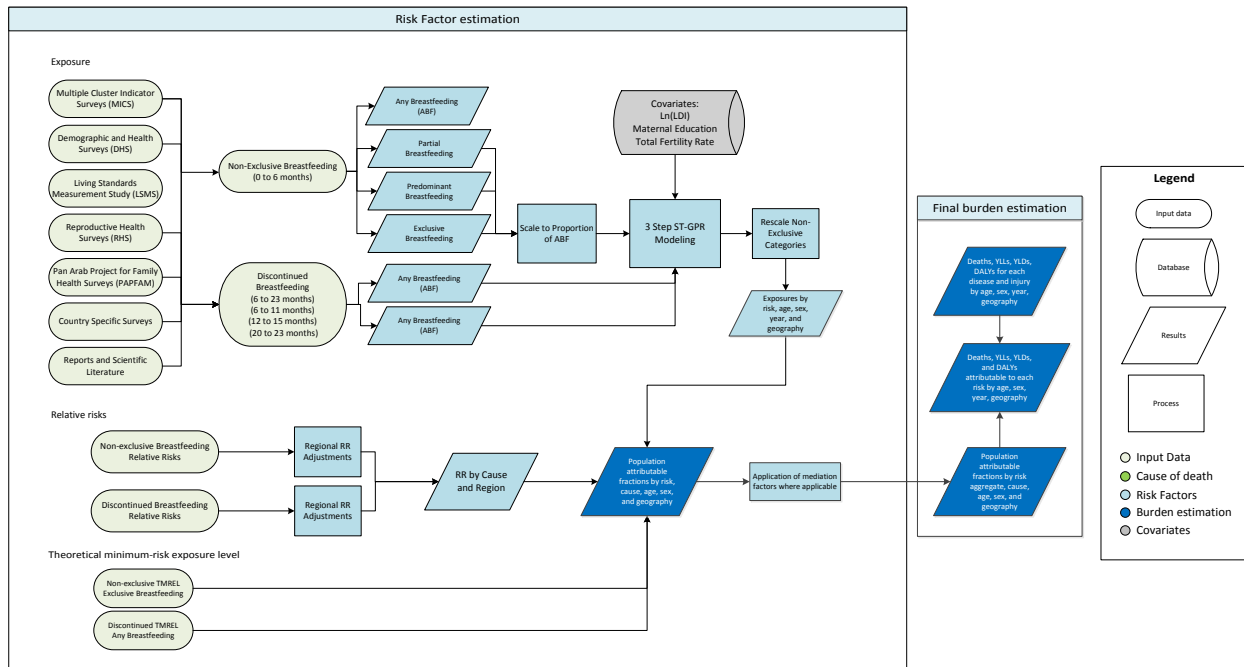 Risk Factor estimation
Exposure
Multiple Cluster Indicator
Surveys (MICS)
Demographic and Health
Surveys (DHS)
Living Standards
Measurement Study (LSMS)
Reproductive Health
Surveys (RHS)
Pan Arab Project for Family
Health Surveys (PAPFAM)
Country Specific Surveys
Reports and Scientific
Literature
Non-Exclusive Breastfeeding
(0 to 6 months)
Discontinued
Breastfeeding
(6 to 23 months)
(6 to 11 months)
(12 to 15 months)
(20 to 23 months)
Any Breastfeeding
(ABF)
Partial
Breastfeeding
Predominant
Breastfeeding
Exclusive
Breastfeeding
Any Breastfeeding
(ABF)
Any Breastfeeding
(ABF)
Scale to Proportion
of ABF
Covariates:
Ln(LDI)
Maternal Education
Total Fertility Rate
3 Step ST-GPR
Modeling
Rescale Non-
Exclusive
Categories
Exposures by
risk, age, sex,
year, and
geography
Relative risks
Non-exclusive Breastfeeding
Relative Risks
Discontinued Breastfeeding
Relative Risks
Regional RR
Adjustments
Regional RR
Adjustments
RR by Cause
and Region
Population
attributable
fractions by risk,
cause, age, sex,
and geography
Application of mediation
factors where applicable
Theoretical minimum-risk exposure level
Non-exclusive TMREL
Exclusive Breastfeeding
Discontinued TMREL
Any Breastfeeding
Final burden estimation
Deaths, YLLs, YLDs,
DALYs for each
disease and injury
by age, sex, year,
geography
Deaths, YLLs, YLDs,
and DALYs
attributable to each
risk by age, sex,
year, geography
Population
attributable
fractions by risk
aggregate, cause,
age, sex, and
geography
Legend
Input data
Database
Results
Process
Input Data
Cause of death
Risk Factors
Burden estimation
Covariates